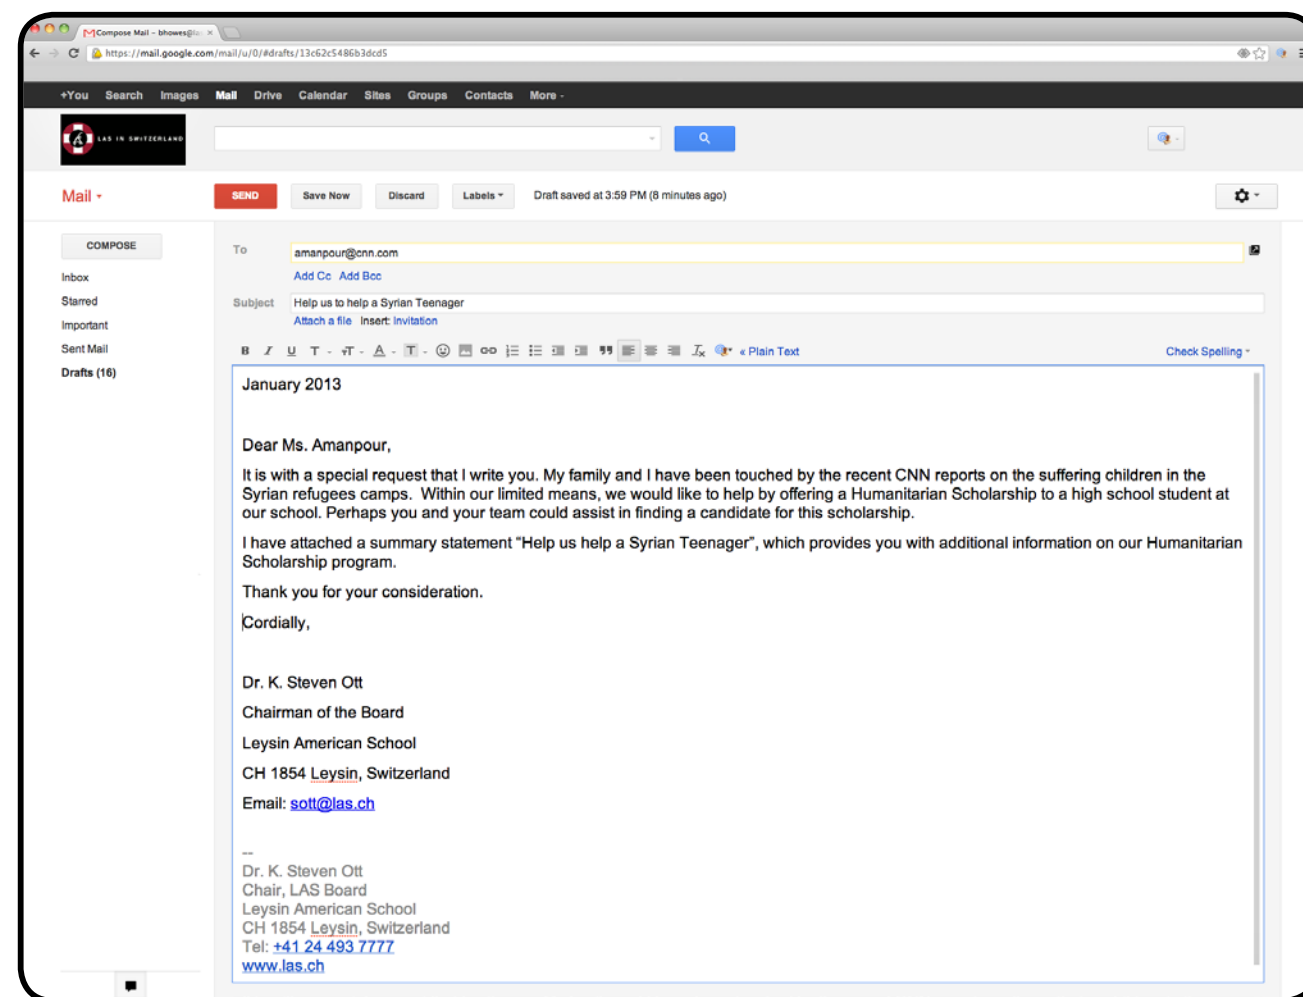 Compose Mail – bhowes@las
https://mail.google.com/mail/u/0/#drafts/13c62c5486b3dcd5
+You Search Images Mail Drive Calendar Sites Groups Contacts More
LAS IN SWITZERLAND
Mail
SEND Save Now Discard Labels Draft saved at 3:59 PM (8 minutes ago)
COMPOSE
Inbox
Starred
Important
Sent Mail
Drafts (16)
To amanpour@cnn.com
Add Cc Add Bcc
Subject Help us to help a Syrian Teenager
Attach a file Insert: Invitation
B I U T T A T « Plain Text Check Spelling
January 2013
Dear Ms. Amanpour,
It is with a special request that I write you. My family and I have been touched by the recent CNN reports on the suffering children in the
Syrian refugees camps. Within our limited means, we would like to help by offering a Humanitarian Scholarship to a high school student at
our school. Perhaps you and your team could assist in finding a candidate for this scholarship.
I have attached a summary statement “Help us help a Syrian Teenager”, which provides you with additional information on our Humanitarian
Scholarship program.
Thank you for your consideration.
Cordially,
Dr. K. Steven Ott
Chairman of the Board
Leysin American School
CH 1854 Leysin, Switzerland
Email: sott@las.ch
--
Dr. K. Steven Ott
Chair, LAS Board
Leysin American School
CH 1854 Leysin, Switzerland
Tel: +41 24 493 7777
www.las.ch